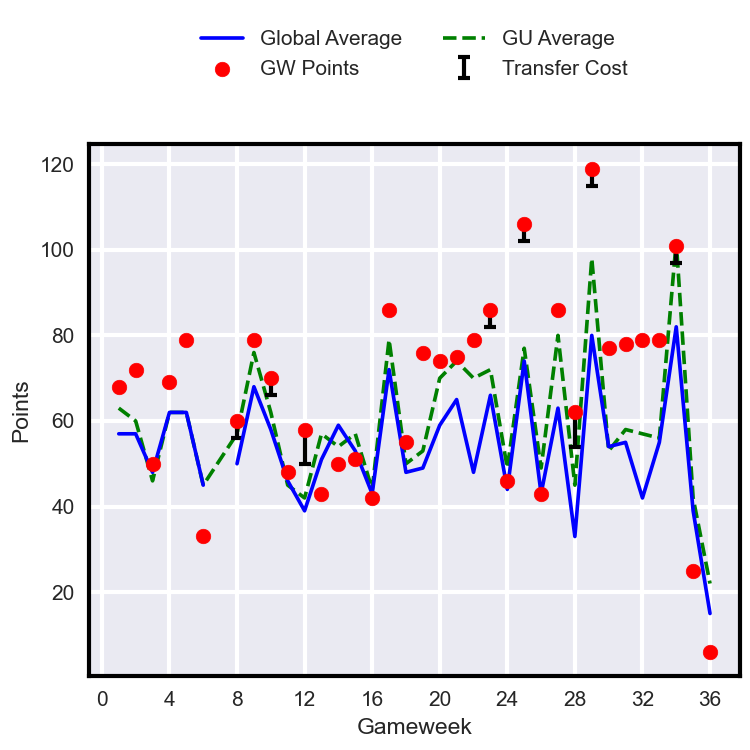 Global Average
GU Average
GW Points
Transfer Cost
120
100
80
60
40
20
Points
0 4 8 12 16 20 24 28 32 36
Gameweek